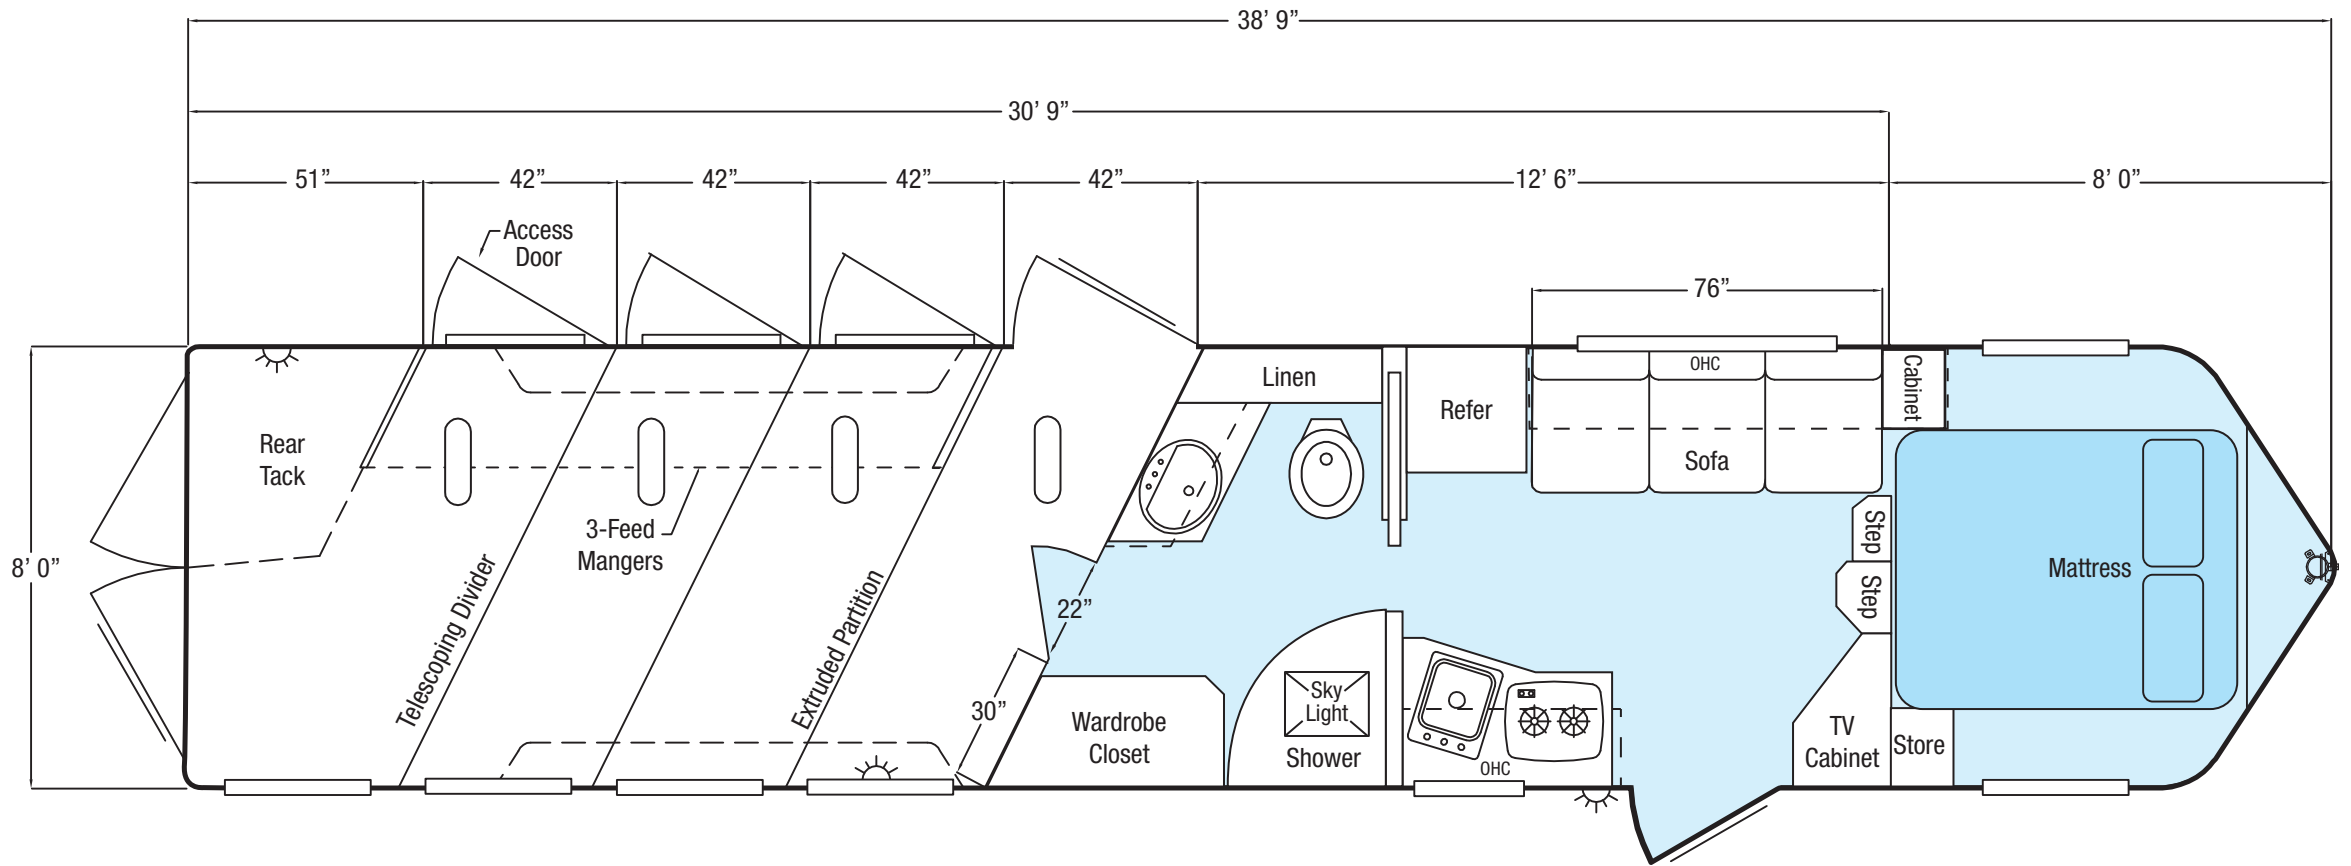 38’ 9”
30’ 9”
51”
42”
42”
42”
42”
12’ 6”
8’ 0”
Access
Door
76”
8’ 0”
Rear
Tack
3-Feed
Mangers
Telescoping Divider
Extruded Partition
22”
30”
Linen
Refer
OHC
Sofa
Cabinet
Step
Step
Mattress
Wardrobe
Closet
Sky
Light
Shower
OHC
TV
Cabinet
Store